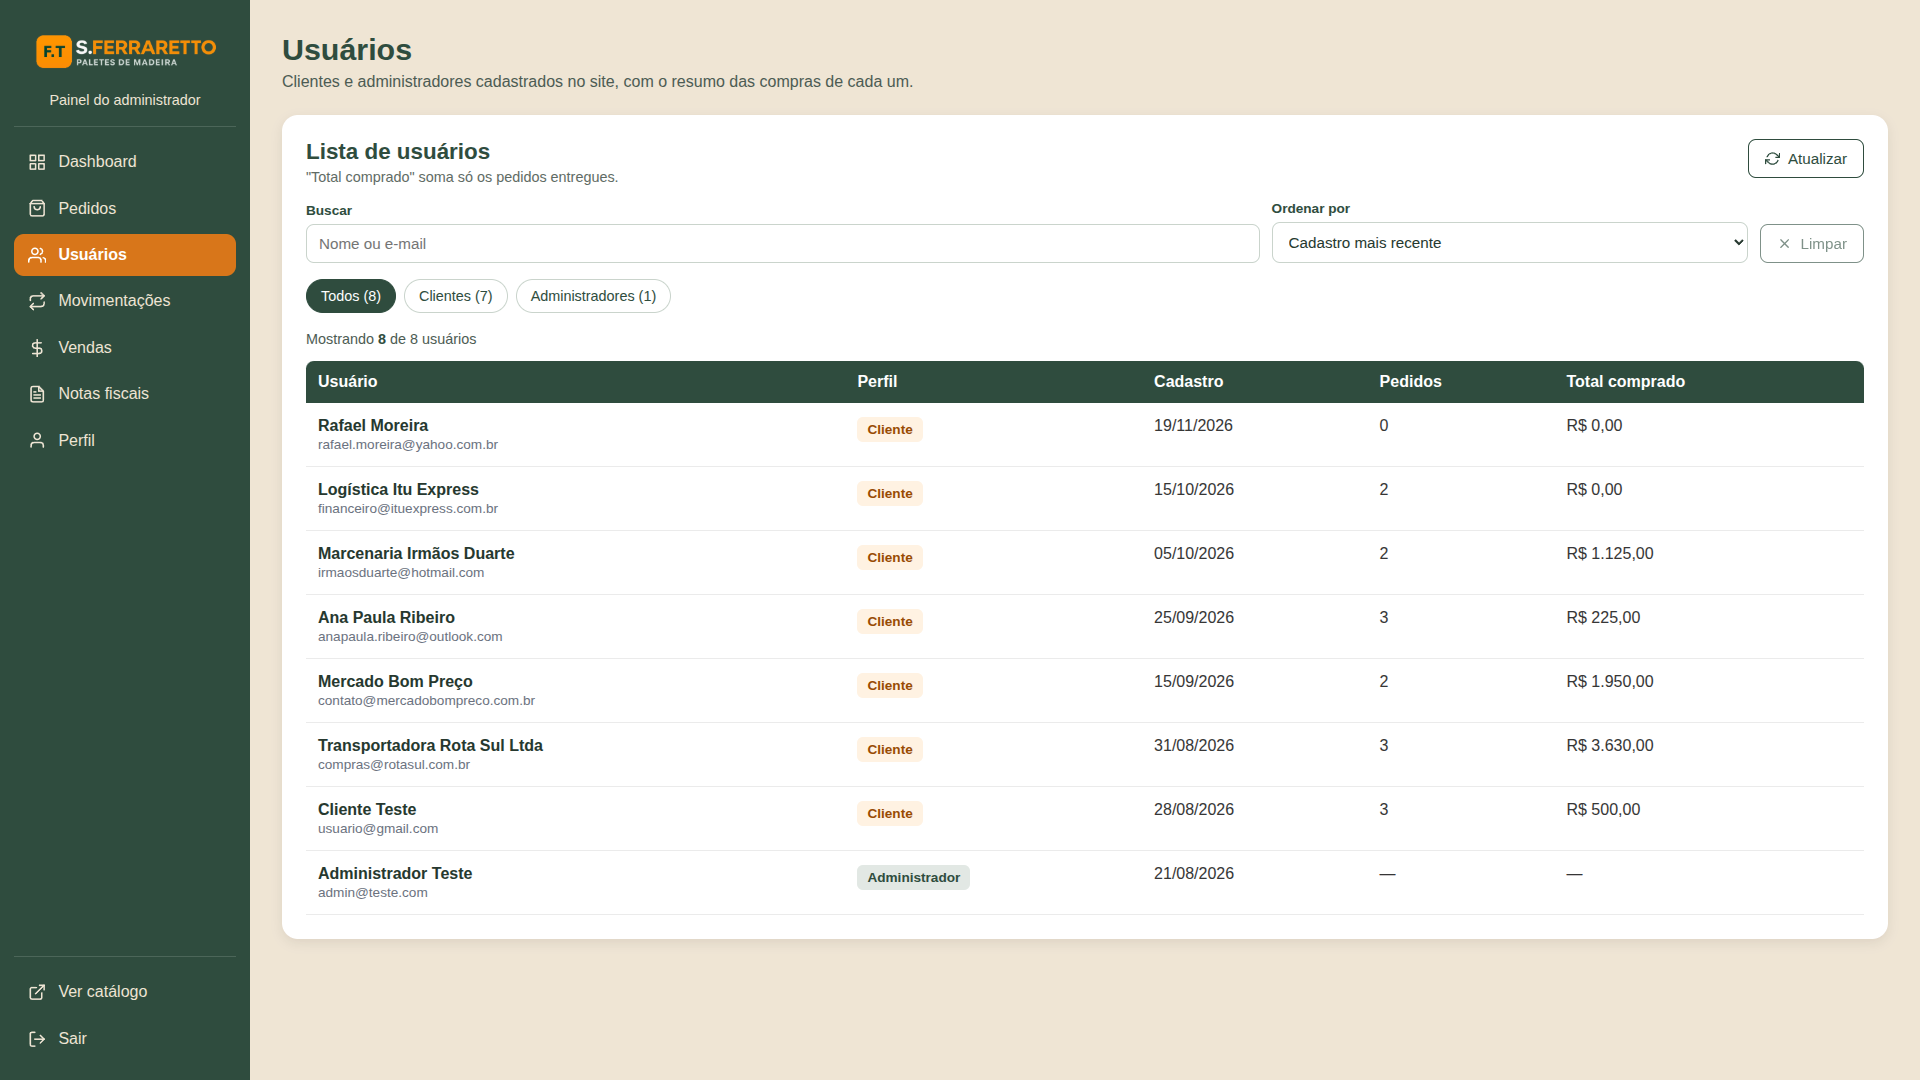 F.T S.FERRARETTO
PALETES DE MADEIRA
Painel do administrador
Dashboard
Pedidos
Usuários
Movimentações
Vendas
Notas fiscais
Perfil
Ver catálogo
Sair
Usuários
Clientes e administradores cadastrados no site, com o resumo das compras de cada um.
Lista de usuários
"Total comprado" soma só os pedidos entregues.
Atualizar
Buscar
Nome ou e-mail
Ordenar por
Cadastro mais recente
Limpar
Todos (8) Clientes (7) Administradores (1)
Mostrando 8 de 8 usuários
Usuário Perfil Cadastro Pedidos Total comprado
Rafael Moreira Cliente 19/11/2026 0 R$ 0,00
rafael.moreira@yahoo.com.br
Logística Itu Express Cliente 15/10/2026 2 R$ 0,00
financeiro@ituexpress.com.br
Marcenaria Irmãos Duarte Cliente 05/10/2026 2 R$ 1.125,00
irmaosduarte@hotmail.com
Ana Paula Ribeiro Cliente 25/09/2026 3 R$ 225,00
anapaula.ribeiro@outlook.com
Mercado Bom Preço Cliente 15/09/2026 2 R$ 1.950,00
contato@mercadobompreco.com.br
Transportadora Rota Sul Ltda Cliente 31/08/2026 3 R$ 3.630,00
compras@rotasul.com.br
Cliente Teste Cliente 28/08/2026 3 R$ 500,00
usuario@gmail.com
Administrador Teste Administrador 21/08/2026 — —
admin@teste.com